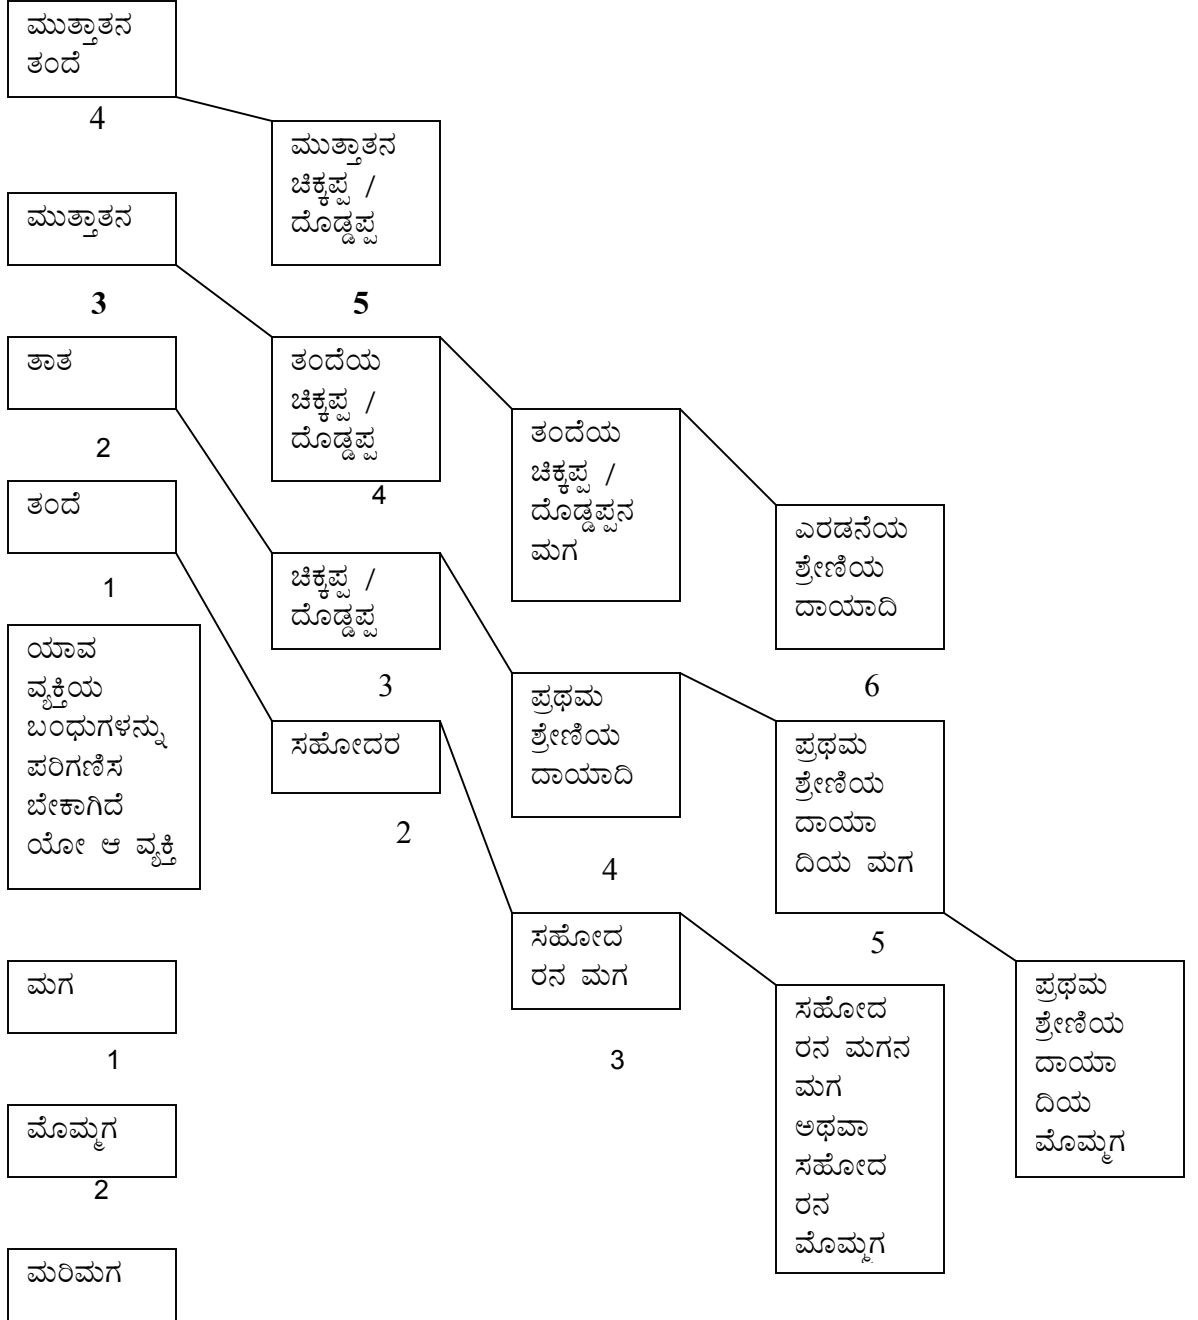 ಮುತ್ತಾತನ
ತಂದೆ
4
ಮುತ್ತಾತನ
ಚಿಕ್ಕಪ್ಪ /
ದೊಡ್ಡಪ್ಪ
5
ಮುತ್ತಾತನ
3
ತಾತ
2
ತಂದೆಯ
ಚಿಕ್ಕಪ್ಪ /
ದೊಡ್ಡಪ್ಪ
4
ತಂದೆಯ
ಚಿಕ್ಕಪ್ಪ /
ದೊಡ್ಡಪ್ಪನ
ಮಗ
ಎರಡನೆಯ
ಶ್ರೇಣಿಯ
ದಾಯಾದಿ
6
ತಂದೆ
1
ಚಿಕ್ಕಪ್ಪ /
ದೊಡ್ಡಪ್ಪ
3
ಯಾವ
ವ್ಯಕ್ತಿಯ
ಬಂಧುಗಳನ್ನು
ಪರಿಗಣಿಸ
ಬೇಕಾಗಿದೆ
ಯೋ ಆ ವ್ಯಕ್ತಿ
ಸಹೋದರ
2
ಪ್ರಥಮ
ಶ್ರೇಣಿಯ
ದಾಯಾದಿ
4
ಪ್ರಥಮ
ಶ್ರೇಣಿಯ
ದಾಯಾ
ದಿಯ ಮಗ
5
ಸಹೋದ
ರನ ಮಗ
3
ಸಹೋದ
ರನ ಮಗನ
ಮಗ
ಅಥವಾ
ಸಹೋದ
ರನ
ಮೊಮ್ಮಗ
ಪ್ರಥಮ
ಶ್ರೇಣಿಯ
ದಾಯಾ
ದಿಯ
ಮೊಮ್ಮಗ
ಮಗ
1
ಮೊಮ್ಮಗ
2
ಮರಿಮಗ